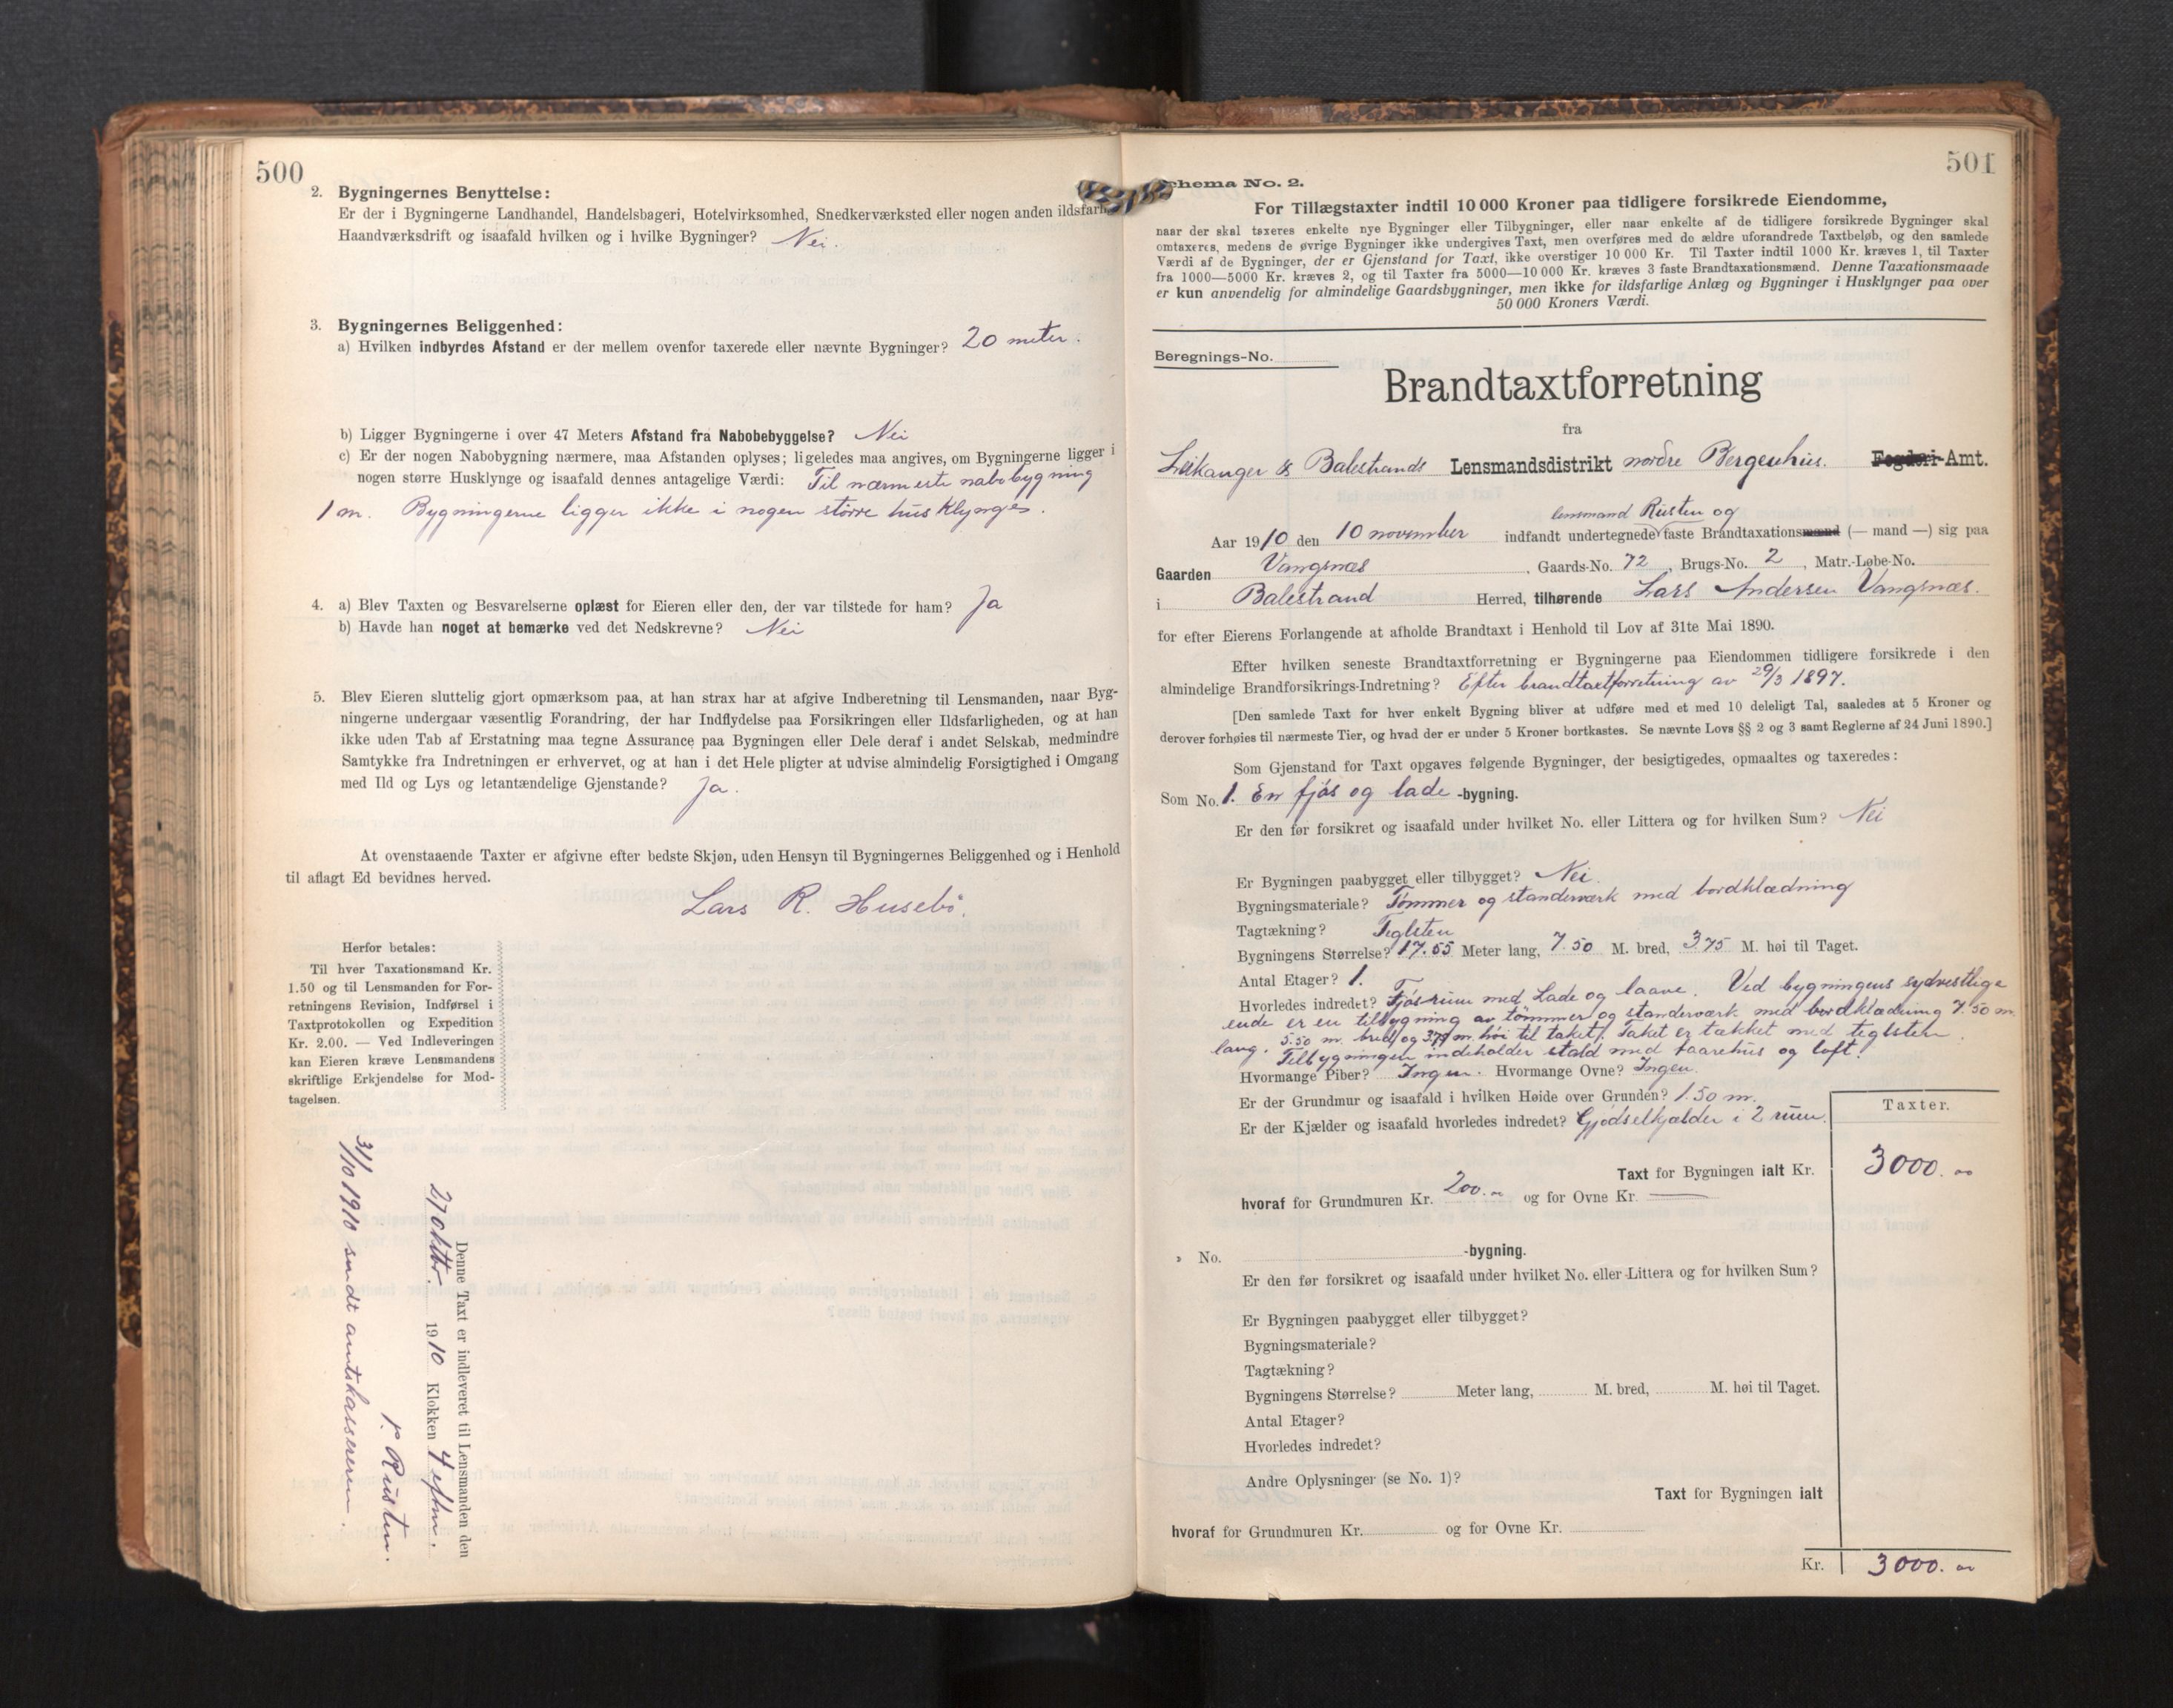 500
2. Bygningernes Benyttelse:
Er der i Bygningerne Landhandel, Handelsbageri, Hotelvirksomhed, Snedkerværksted eller nogen anden ildsfarl
Haandværksdrift og isaafald hvilken og i hvilke Bygninger? Nei.
3. Bygningernes Beliggenhed:
a) Hvilken indbyrdes Afstand er der mellem ovenfor taxerede eller nævnte Bygninger? 20 meter.
b) Ligger Bygningerne i over 47 Meters Afstand fra Nabobebyggelse? Nei
c) Er der nogen Nabobygning nærmere, maa Afstanden oplyses; ligeledes maa angives, om Bygningerne ligger i
nogen større Husklynge og isaafald dennes antagelige Værdi: Til nærmeste nabobygning
1 m. Bygningerne ligger ikke i nogen større husklynge.
4. a) Blev Taxten og Besvarelserne oplæst for Eieren eller den, der var tilstede for ham? Ja
b) Havde han noget at bemærke ved det Nedskrevne? Nei
5. Blev Eieren sluttelig gjort opmærksom paa, at han strax har at afgive Indberetning til Lensmanden, naar Byg-
ningerne undergaar væsentlig Forandring, der har Indflydelse paa Forsikringen eller Ildsfarligheden, og at han
ikke uden Tab af Erstatning maa tegne Assurance paa Bygningen eller Dele deraf i andet Selskab, medmindre
Samtykke fra Indretningen er erhvervet, og at han i det Hele pligter at udvise almindelig Forsigtighed i Omgang
med Ild og Lys og letantændelige Gjenstande? Ja.
At ovenstaaende Taxter er afgivne efter bedste Skjøn, uden Hensyn til Bygningernes Beliggenhed og i Henhold
til aflagt Ed bevidnes herved.
Lars R. Husebö.
Herfor betales:
Til hver Taxationsmand Kr.
1.50 og til Lensmanden for For-
retningens Revision, Indførsel i
Taxtprotokollen og Expedition
Kr. 2.00. — Ved Indleveringen
kan Eieren kræve Lensmandens
skriftlige Erkjendelse for Mod-
tagelsen.
Denne Taxt er indleveret til Lensmanden den
27 oktbr. 1910 Klokken 4 eftm.
r. Rusten.
31/10 1910 sendt amtskassereren.
501
hema No. 2.
For Tillægstaxter indtil 10 000 Kroner paa tidligere forsikrede Eiendomme,
naar der skal taxeres enkelte nye Bygninger eller Tilbygninger, eller naar enkelte af de tidligere forsikrede Bygninger skal
omtaxeres, medens de øvrige Bygninger ikke undergives Taxt, men overføres med de ældre uforandrede Taxtbeløb, og den samlede
Værdi af de Bygninger, der er Gjenstand for Taxt, ikke overstiger 10 000 Kr. Til Taxter indtil 1000 Kr. kræves 1, til Taxter
fra 1000—5000 Kr. kræves 2, og til Taxter fra 5000—10 000 Kr. kræves 3 faste Brandtaxationsmænd. Denne Taxationsmaade
er kun anvendelig for almindelige Gaardsbygninger, men ikke for ildsfarlige Anlæg og Bygninger i Husklynger paa over
50 000 Kroners Værdi.
Beregnings-No.
Brandtaxtforretning
fra
Leikanger & Balestrands Lensmandsdistrikt nordre Bergenhus. Fogderi-Amt.
lensmand Rusten og
Aar 1910 den 10 november indfandt undertegnede faste Brandtaxationsmænd (— mand —) sig paa
Gaarden Vangsnæs, Gaards-No. 72, Brugs-No. 2, Matr.-Løbe-No.
i Balestrand Herred, tilhørende Lars Andersen Vangsnæs.
for efter Eierens Forlangende at afholde Brandtaxt i Henhold til Lov af 31te Mai 1890.
Efter hvilken seneste Brandtaxtforretning er Bygningerne paa Eiendommen tidligere forsikrede i den
almindelige Brandforsikrings-Indretning? Efter brandtaxtforretning av 29/3 1897.
[Den samlede Taxt for hver enkelt Bygning bliver at udføre med et med 10 deleligt Tal, saaledes at 5 Kroner og
derover forhøies til nærmeste Tier, og hvad der er under 5 Kroner bortkastes. Se nævnte Lovs §§ 2 og 3 samt Reglerne af 24 Juni 1890.]
Som Gjenstand for Taxt opgaves følgende Bygninger, der besigtigedes, opmaaltes og taxeredes:
Som No. 1. En fjös og lade -bygning.
Er den før forsikret og isaafald under hvilket No. eller Littera og for hvilken Sum? Nei
Er Bygningen paabygget eller tilbygget? Nei.
Bygningsmateriale? Tømmer og standerværk med bordklædning
Tagtækning? Teglsten
Bygningens Størrelse? 17.65 Meter lang, 7.50 M. bred, 3.75 M. høi til Taget.
Antal Etager? 1.
Hvorledes indredet? Fjösrum med Lade og laave. Ved bygningens sydvestlige
ende er en tilbygning av tömmer og standerværk med bordklædning 7.50 m.
lang. 5.50 m. bred og 3.75 m. høi til taket. Taket er tækket med teglsten.
Tilbygningen indeholder stald med faarehus og loft.
Hvormange Piber? Ingen. Hvormange Ovne? Ingen.
Er der Grundmur og isaafald i hvilken Høide over Grunden? 1.50 m.
Er der Kjælder og isaafald hvorledes indredet? Gjødselkjælder i 2 rum.
Taxter.
Taxt for Bygningen ialt Kr. 3000.
hvoraf for Grundmuren Kr. 200. og for Ovne Kr. —
„ No. -bygning.
Er den før forsikret og isaafald under hvilket No. eller Littera og for hvilken Sum?
Er Bygningen paabygget eller tilbygget?
Bygningsmateriale?
Tagtækning?
Bygningens Størrelse? Meter lang, M. bred, M. høi til Taget.
Antal Etager?
Hvorledes indredet?
Andre Oplysninger (se No. 1)?
Taxt for Bygningen ialt
hvoraf for Grundmuren Kr. og for Ovne Kr.
Kr. 3000.